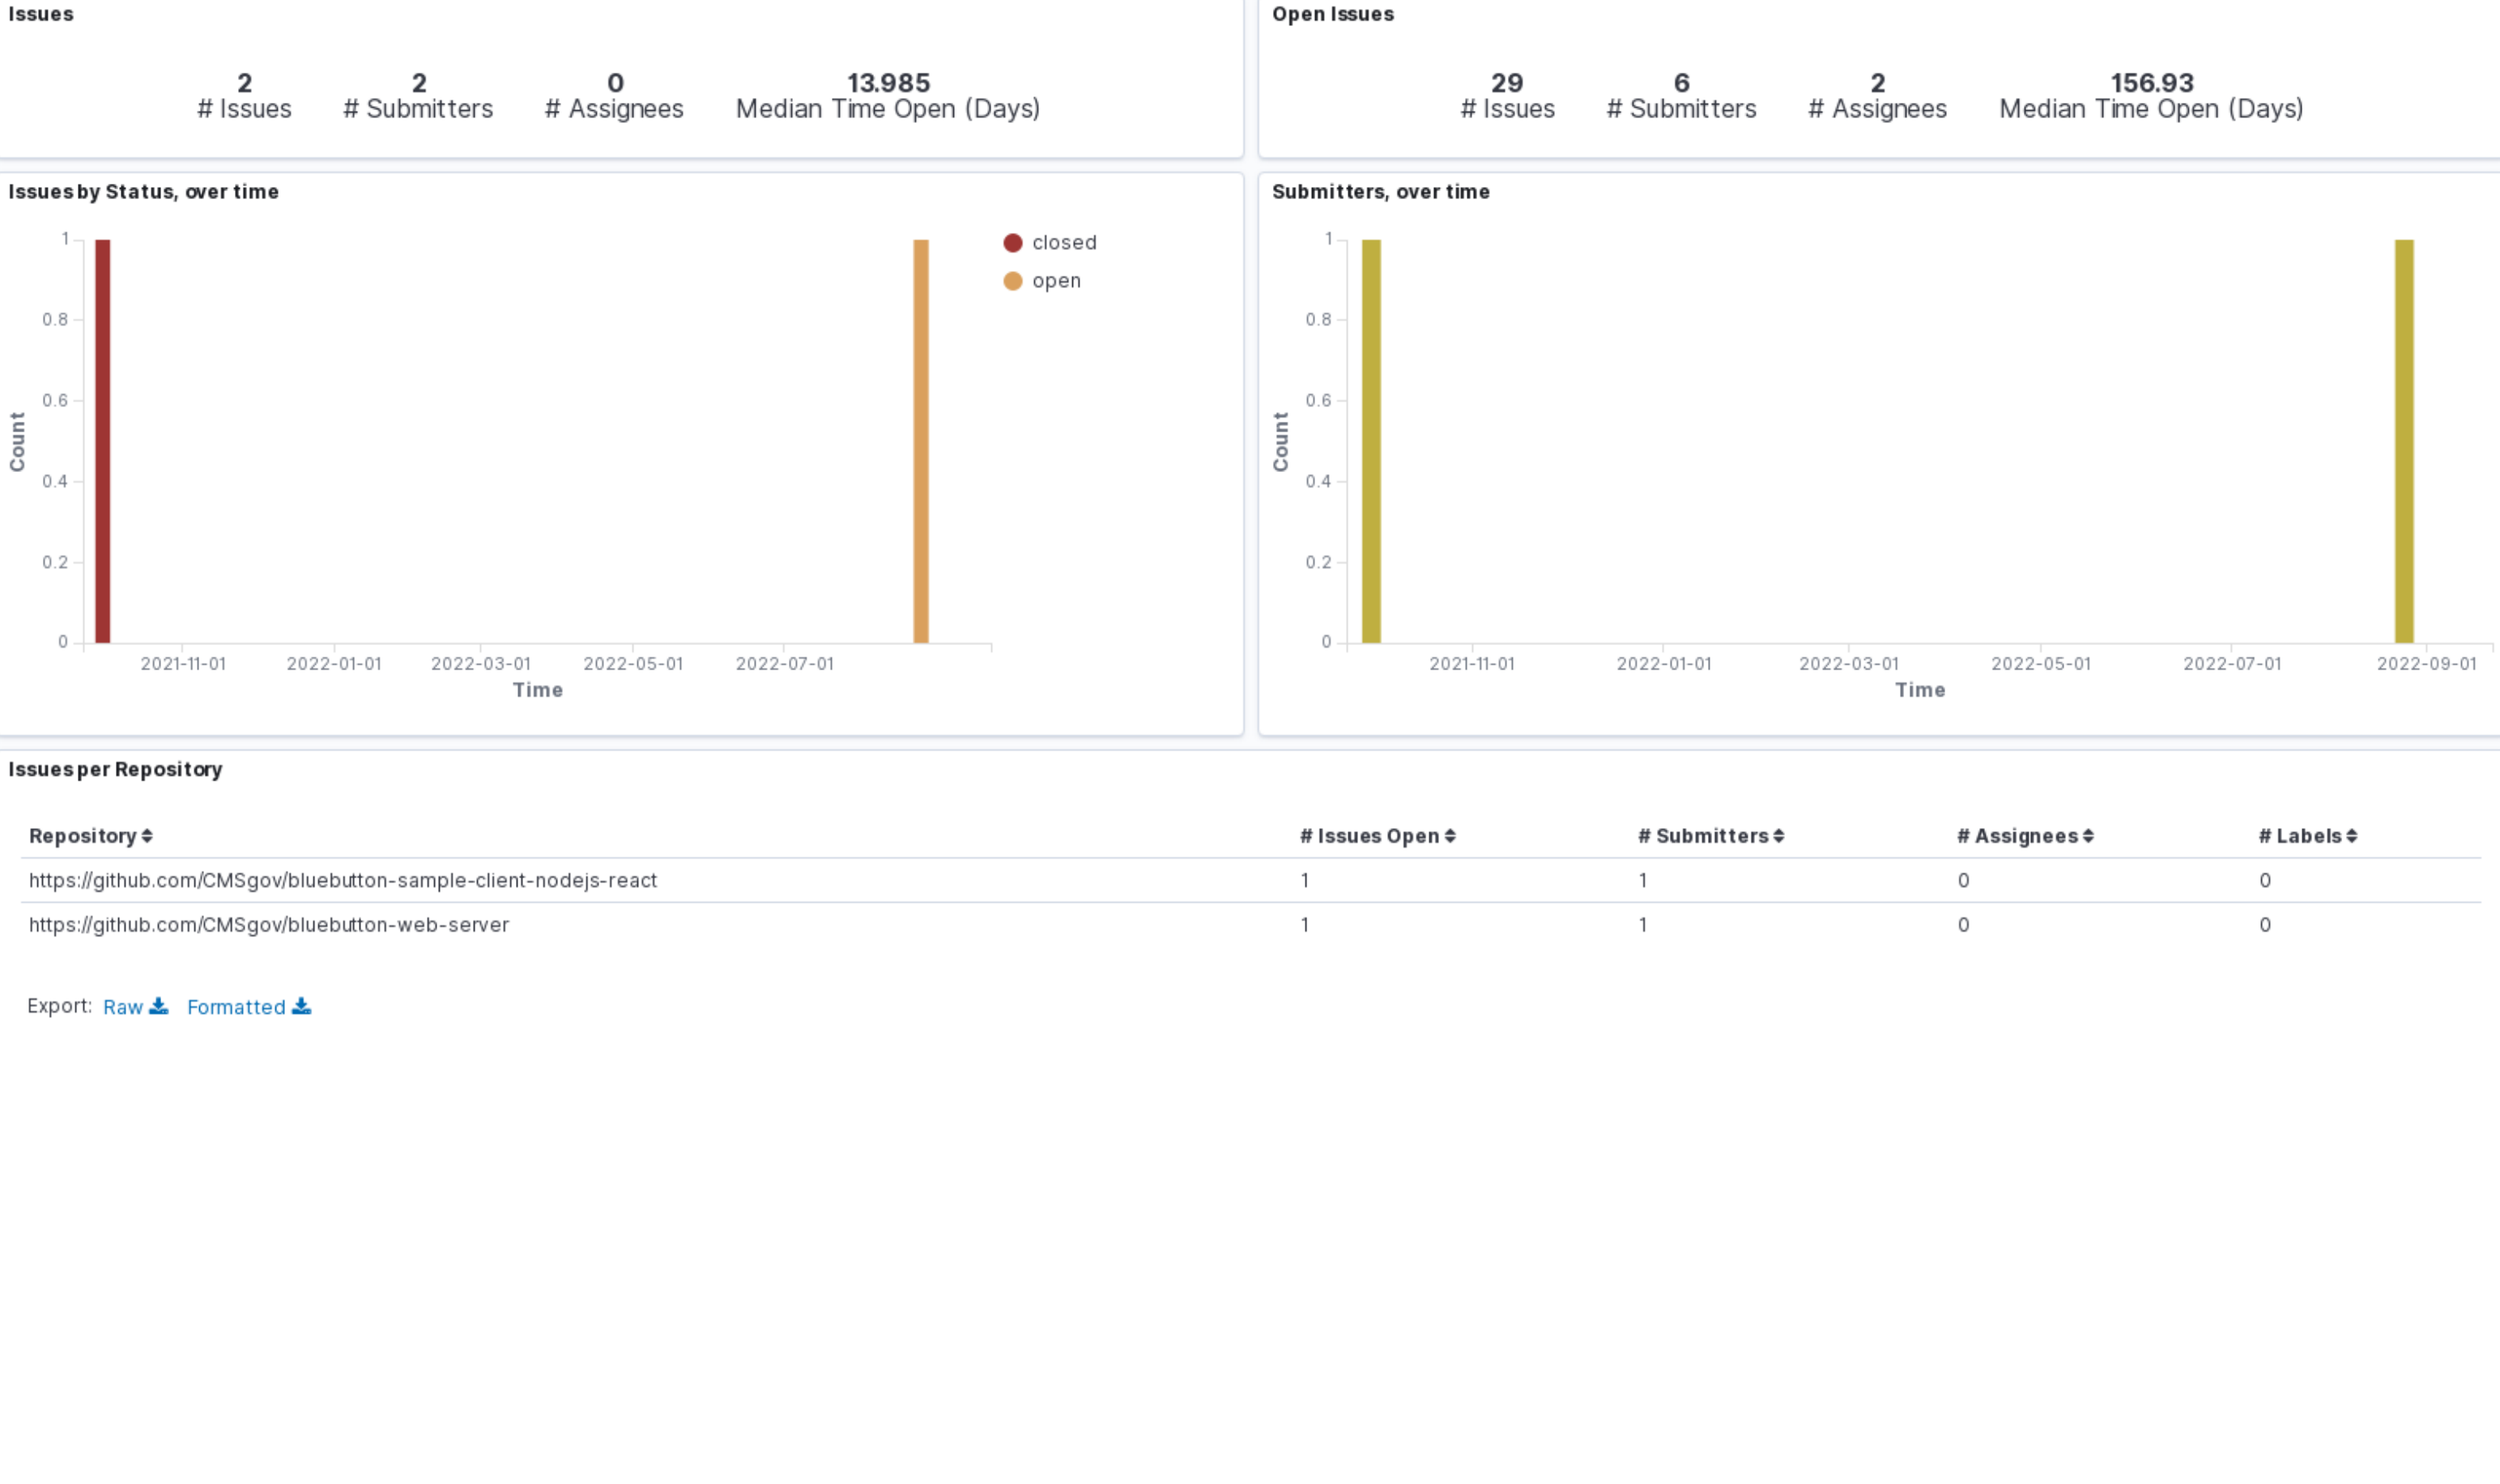 Issues
2 2 0 13.985
# Issues # Submitters # Assignees Median Time Open (Days)
Open Issues
29 6 2 156.93
# Issues # Submitters # Assignees Median Time Open (Days)
Issues by Status, over time
closed
open
1
0.8
0.6
0.4
0.2
0
Count
2021-11-01 2022-01-01 2022-03-01 2022-05-01 2022-07-01
Time
Submitters, over time
1
0.8
0.6
0.4
0.2
0
Count
2021-11-01 2022-01-01 2022-03-01 2022-05-01 2022-07-01 2022-09-01
Time
Issues per Repository
Repository # Issues Open # Submitters # Assignees # Labels
https://github.com/CMSgov/bluebutton-sample-client-nodejs-react 1 1 0 0
https://github.com/CMSgov/bluebutton-web-server 1 1 0 0
Export: Raw Formatted